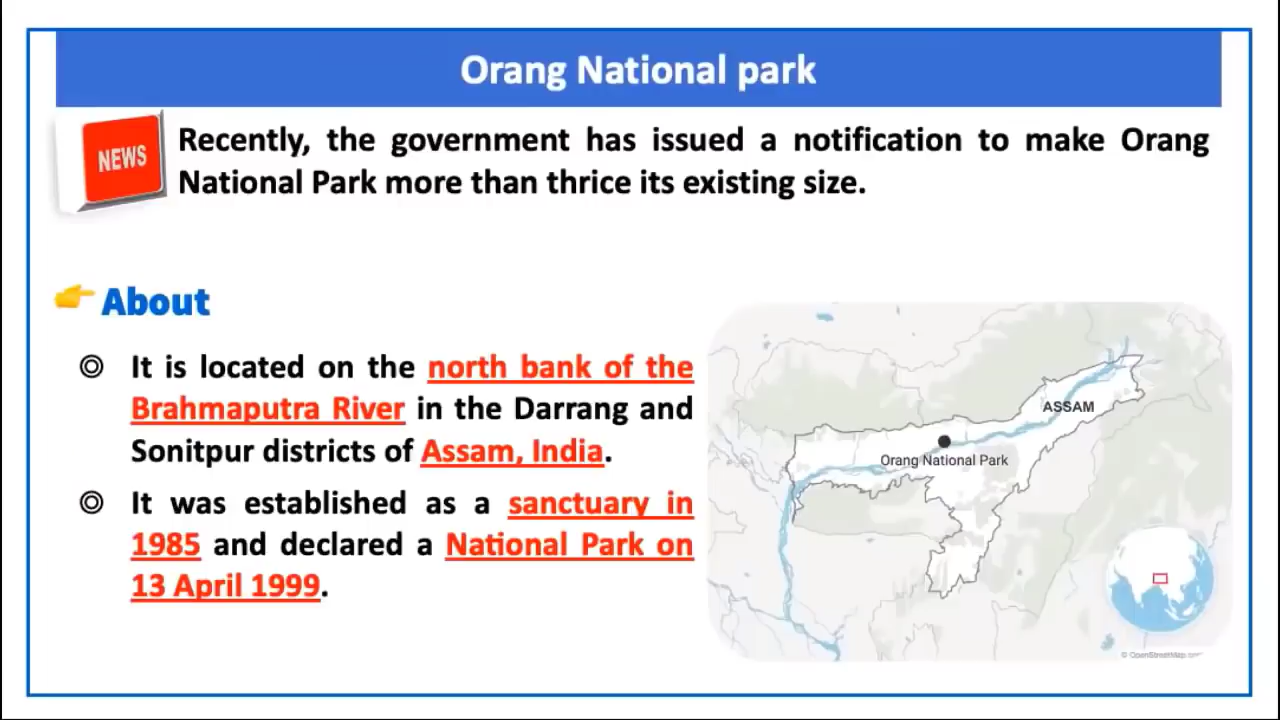 Orang National park
NEWS
Recently, the government has issued a notification to make Orang
National Park more than thrice its existing size.
About
It is located on the north bank of the
Brahmaputra River in the Darrang and
Sonitpur districts of Assam, India.
It was established as a sanctuary in
1985 and declared a National Park on
13 April 1999.
ASSAM
Orang National Park
© OpenStreetMap.com